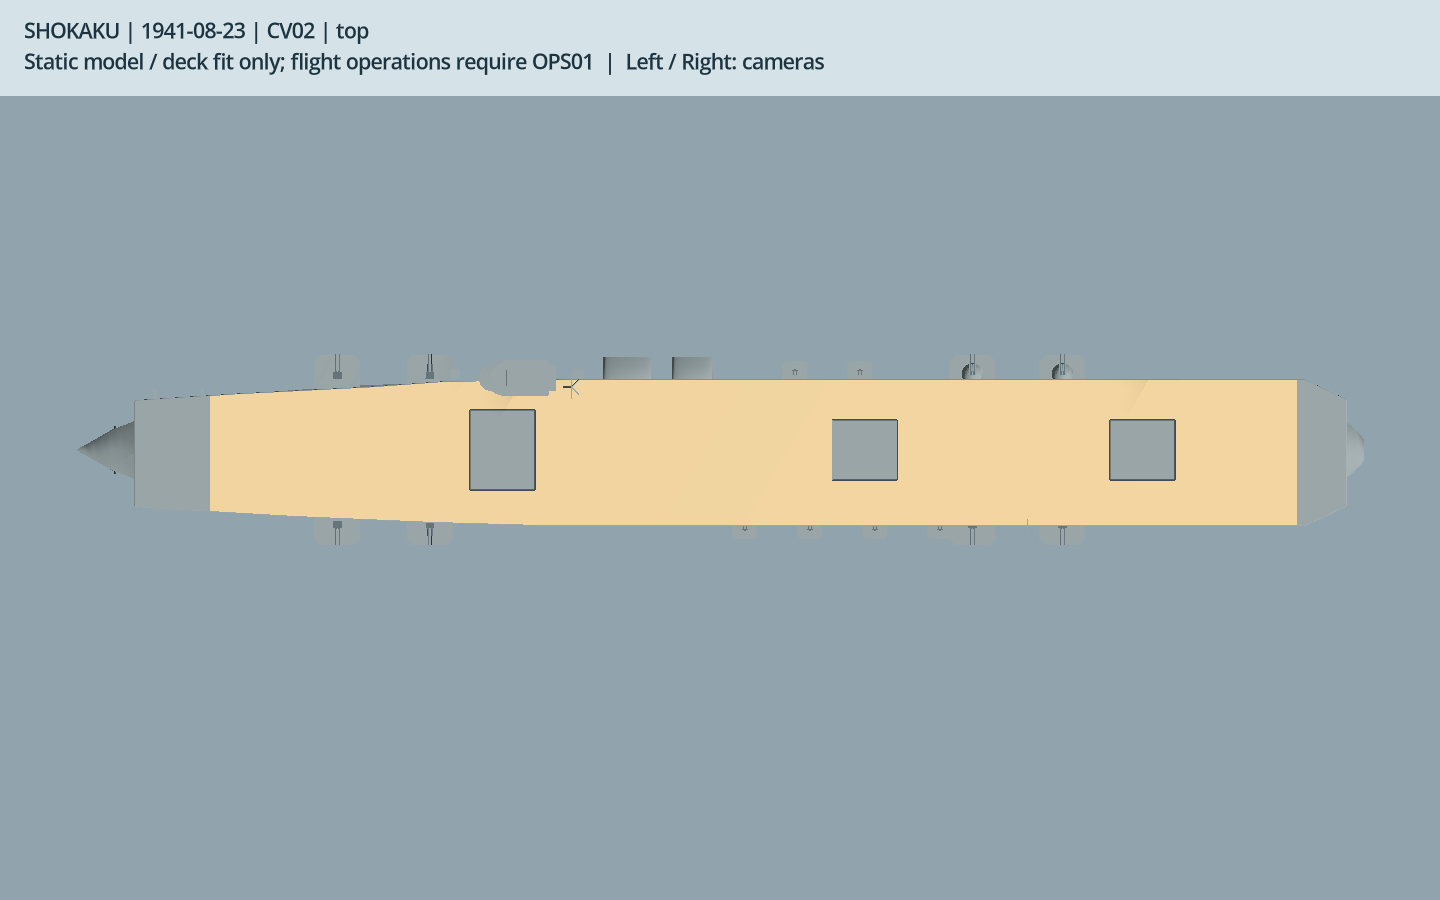 SHOKAKU | 1941-08-23 | CV02 | top
Static model / deck fit only; flight operations require OPS01 | Left / Right: cameras